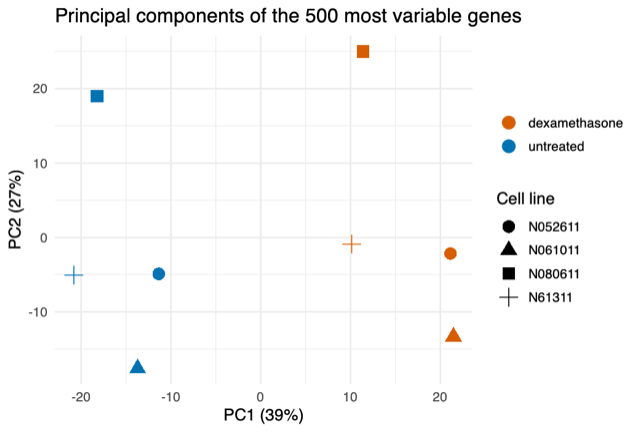 Principal components of the 500 most variable genes
PC2 (27%)
20
10
0
-10
-20
-10
0
10
20
PC1 (39%)
dexamethasone
untreated
Cell line
N052611
N061011
N080611
N61311